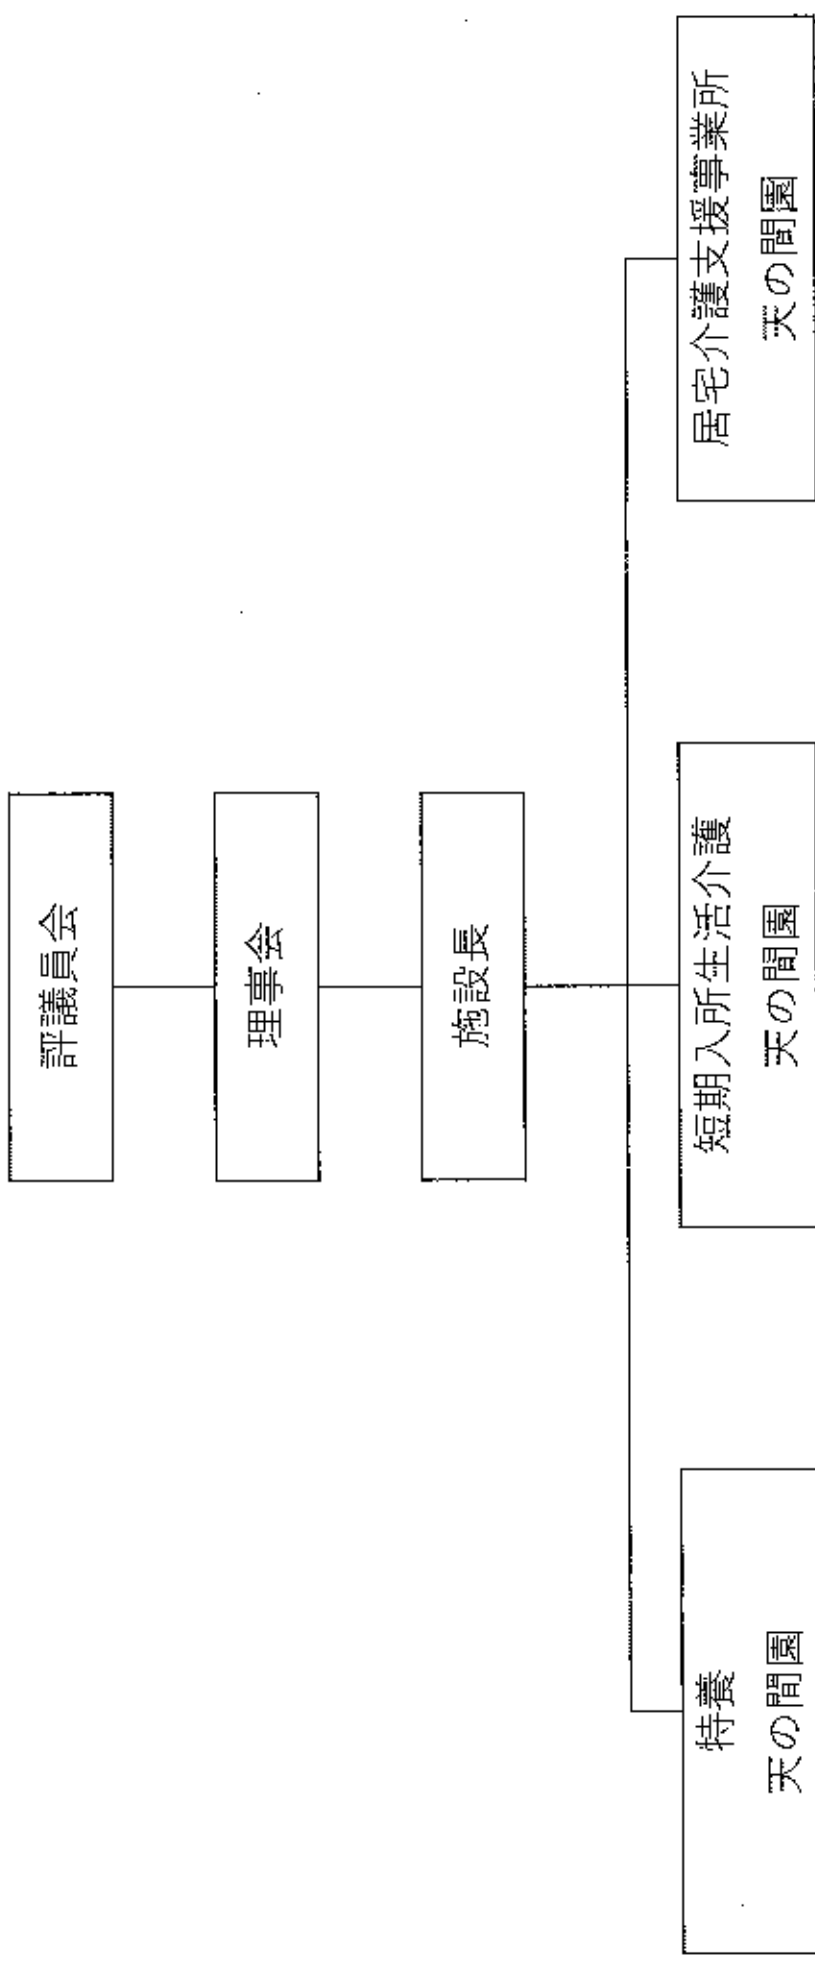 評議員会
理事会
施設長
特養
天の間園
短期入所生活介護
天の間園
居宅介護支援事業所
天の間園